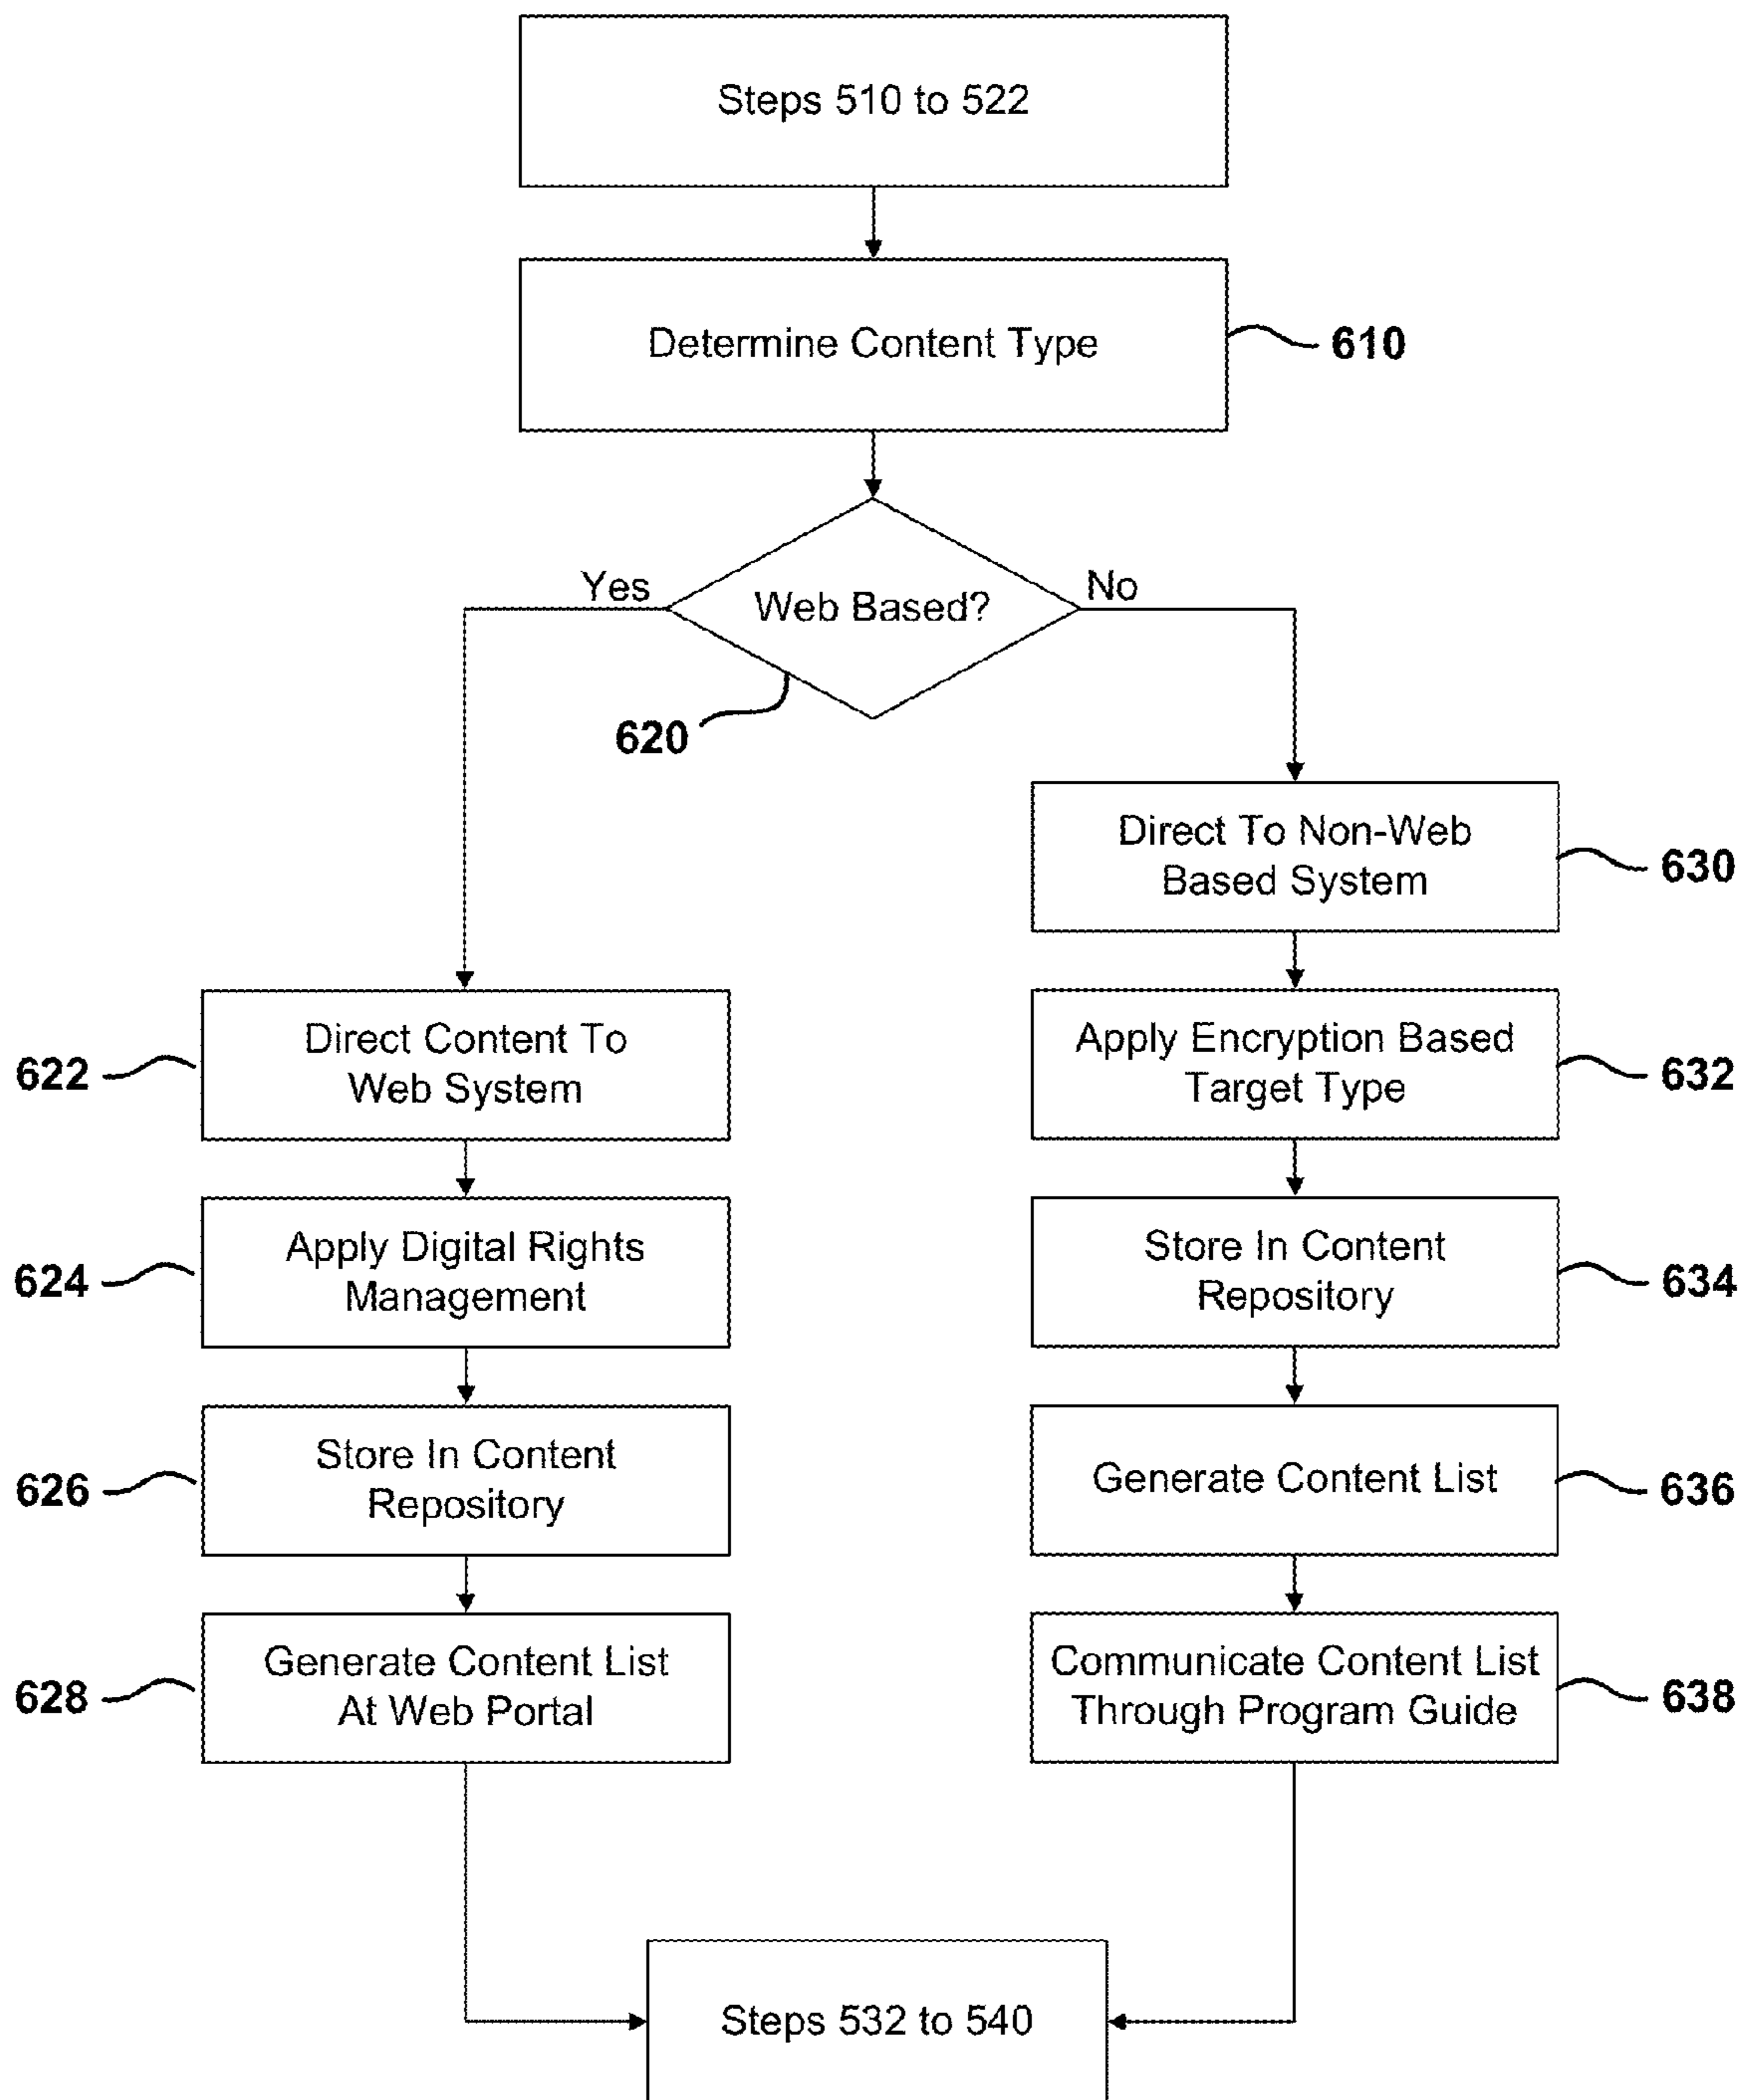 Steps 510 to 522
Determine Content Type
610
Yes
Web Based?
No
620
Direct To Non-Web
Based System
630
Direct Content To
Web System
622
Apply Encryption Based
Target Type
632
Apply Digital Rights
Management
624
Store In Content
Repository
634
Store In Content
Repository
626
Generate Content List
636
Generate Content List
At Web Portal
628
Communicate Content List
Through Program Guide
638
Steps 532 to 540